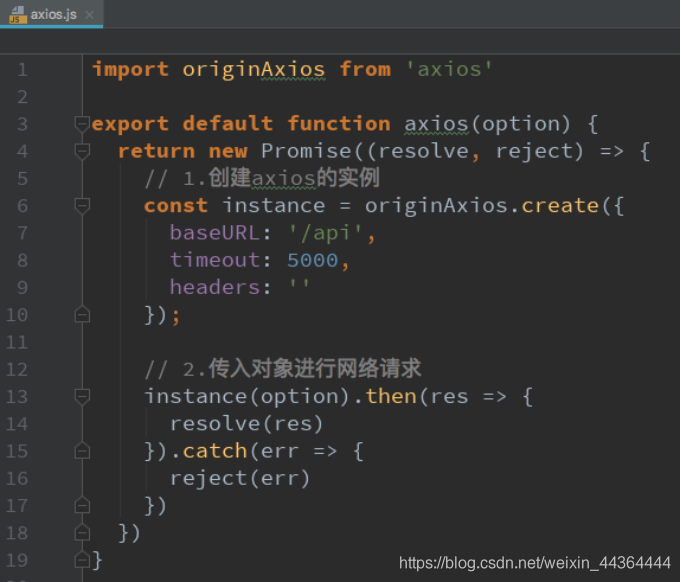 axios.js
1 import originAxios from 'axios'
2
3 export default function axios(option) {
4   return new Promise((resolve, reject) => {
5     // 1.创建axios的实例
6     const instance = originAxios.create({
7       baseURL: '/api',
8       timeout: 5000,
9       headers: ''
10     });
11
12     // 2.传入对象进行网络请求
13     instance(option).then(res => {
14       resolve(res)
15     }).catch(err => {
16       reject(err)
17     })
18   })
19 }
https://blog.csdn.net/weixin_44364444